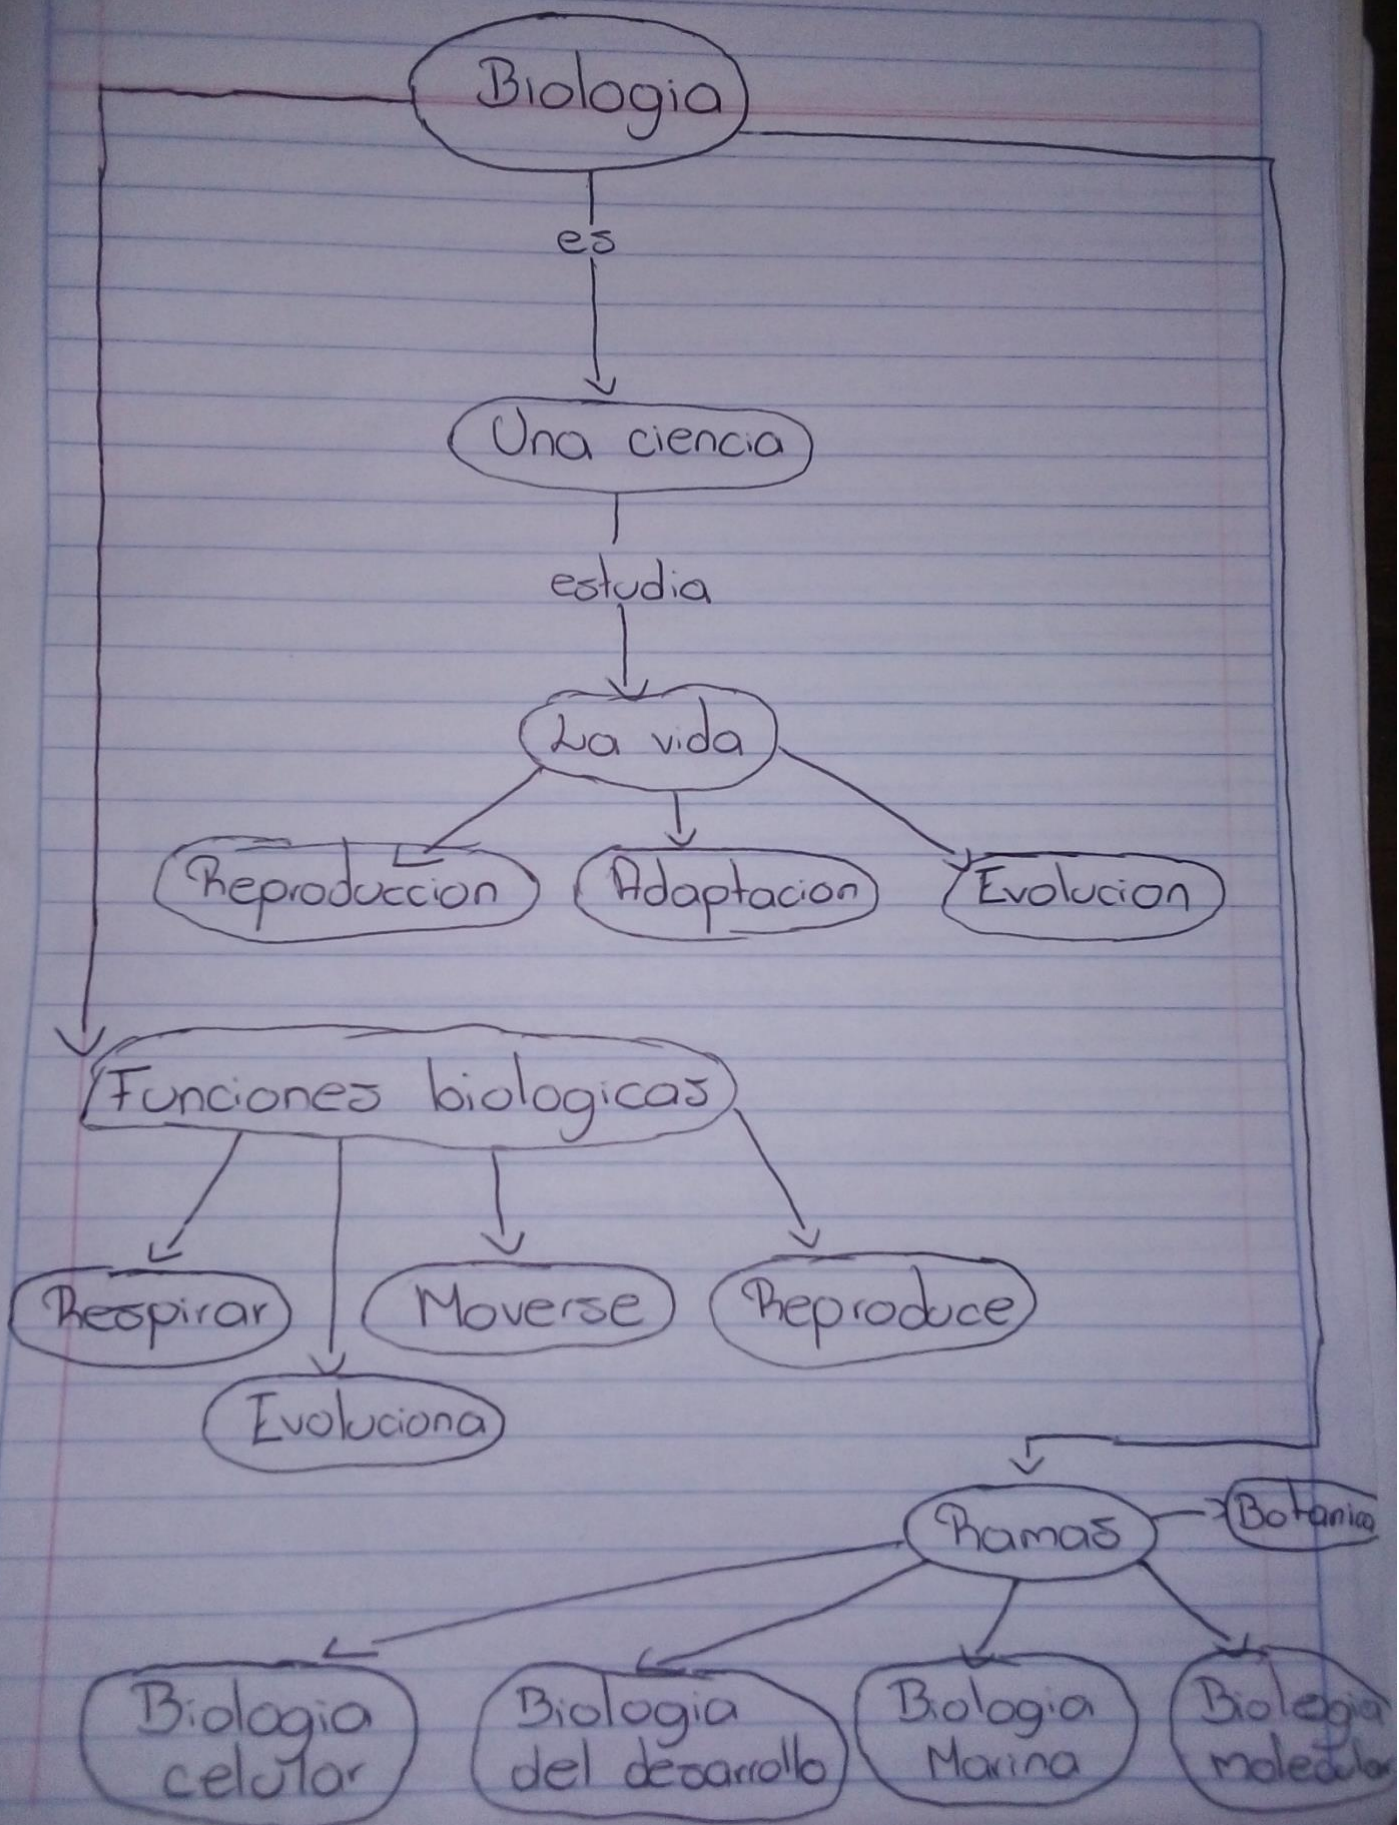 Biologia
es
Una ciencia
estudia
La vida
Reproduccion Adaptacion Evolucion
Funciones biologicas
Respirar Moverse Reproduce
Evoluciona
Ramas Botanica
Biologia Biologia Biologia Biologia
celular del desarrollo Marina molecular